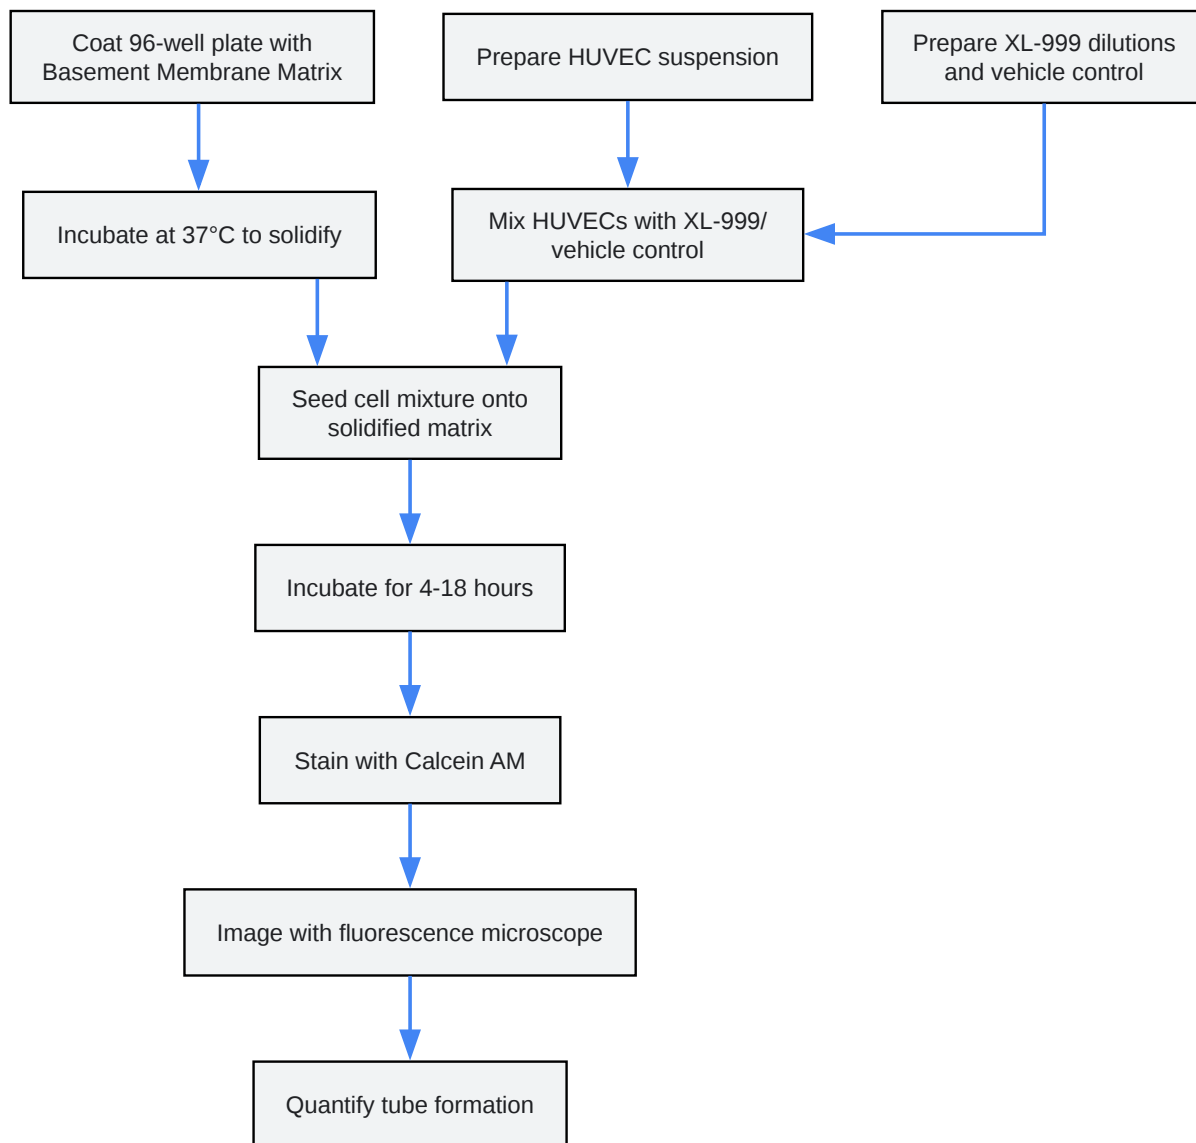 Coat 96-well plate with
Basement Membrane Matrix
Prepare HUVEC suspension
Prepare XL-999 dilutions
and vehicle control
Incubate at 37°C to solidify
Mix HUVECs with XL-999/
vehicle control
Seed cell mixture onto
solidified matrix
Incubate for 4-18 hours
Stain with Calcein AM
Image with fluorescence microscope
Quantify tube formation